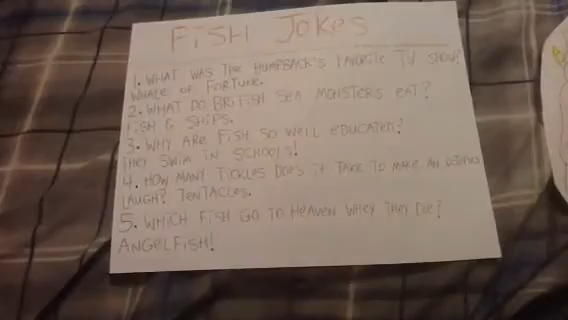 FiSH JoKeS
1. WHAT WAS THE HUMPBACK'S FAVORITE TV SHOW?
WHALE OF FORTUNE.
2. WHAT DO BRITISH SEA MONSTERS EAT?
FISH & SHIPS.
3. WHY ARE FISH SO WELL EDUCATED?
THEY SWIM IN SCHOOLS!
4. HOW MANY TICKLES DOES IT TAKE TO MAKE AN OCTOPUS
LAUGH? TENTACLES.
5. WHICH FISH GO TO HEAVEN WHEY THEY DIE?
ANGELFISH!